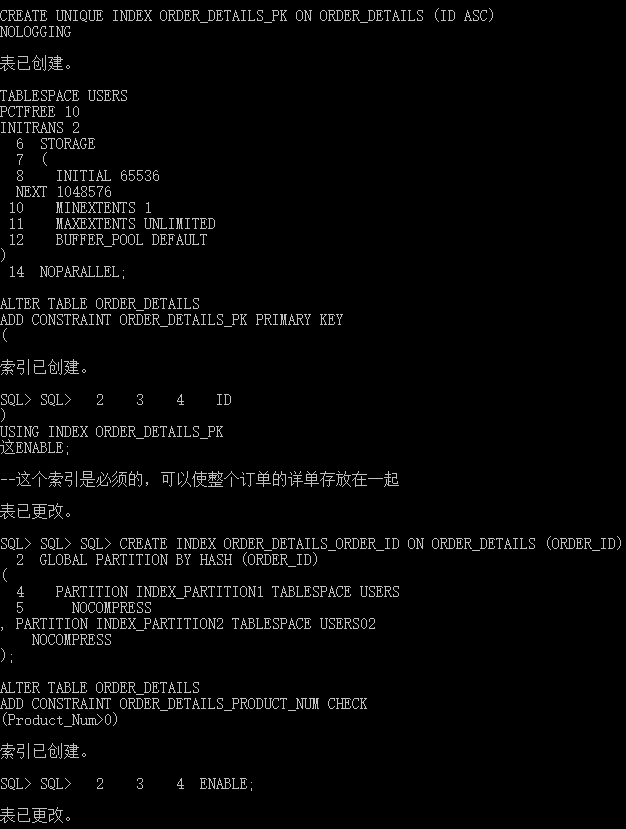 CREATE UNIQUE INDEX ORDER_DETAILS_PK ON ORDER_DETAILS (ID ASC)
NOLOGGING
表已创建。
TABLESPACE USERS
PCTFREE 10
INITRANS 2
  6  STORAGE
  7  (
  8    INITIAL 65536
  NEXT 1048576
 10    MINEXTENTS 1
 11    MAXEXTENTS UNLIMITED
 12    BUFFER_POOL DEFAULT
)
 14  NOPARALLEL;
ALTER TABLE ORDER_DETAILS
ADD CONSTRAINT ORDER_DETAILS_PK PRIMARY KEY
(
索引已创建。
SQL> SQL>   2    3    4    ID
)
USING INDEX ORDER_DETAILS_PK
这ENABLE;
--这个索引是必须的，可以使整个订单的详单存放在一起
表已更改。
SQL> SQL> SQL> CREATE INDEX ORDER_DETAILS_ORDER_ID ON ORDER_DETAILS (ORDER_ID)
  2  GLOBAL PARTITION BY HASH (ORDER_ID)
(
  4    PARTITION INDEX_PARTITION1 TABLESPACE USERS
  5      NOCOMPRESS
, PARTITION INDEX_PARTITION2 TABLESPACE USERS02
    NOCOMPRESS
);
ALTER TABLE ORDER_DETAILS
ADD CONSTRAINT ORDER_DETAILS_PRODUCT_NUM CHECK
(Product_Num>0)
索引已创建。
SQL> SQL>   2    3    4  ENABLE;
表已更改。